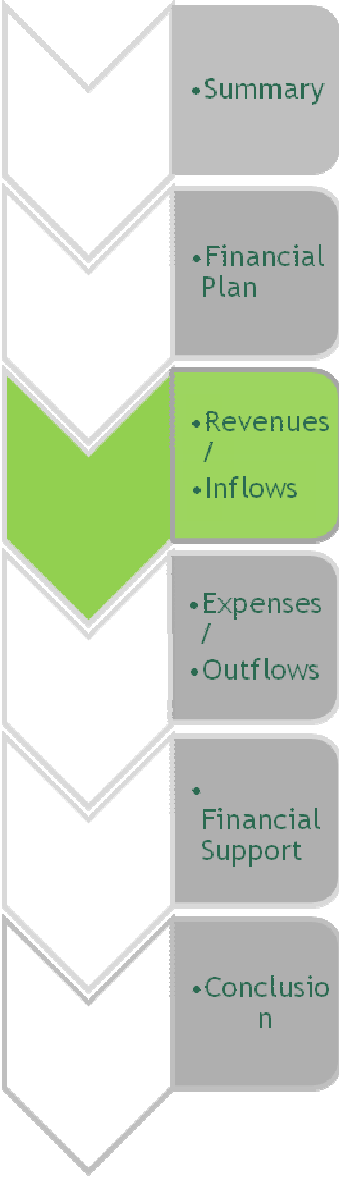 •Summary
•Financial
Plan
•Revenues
/
•Inflows
•Expenses
/
•Outflows
•
Financial
Support
•Conclusio
n